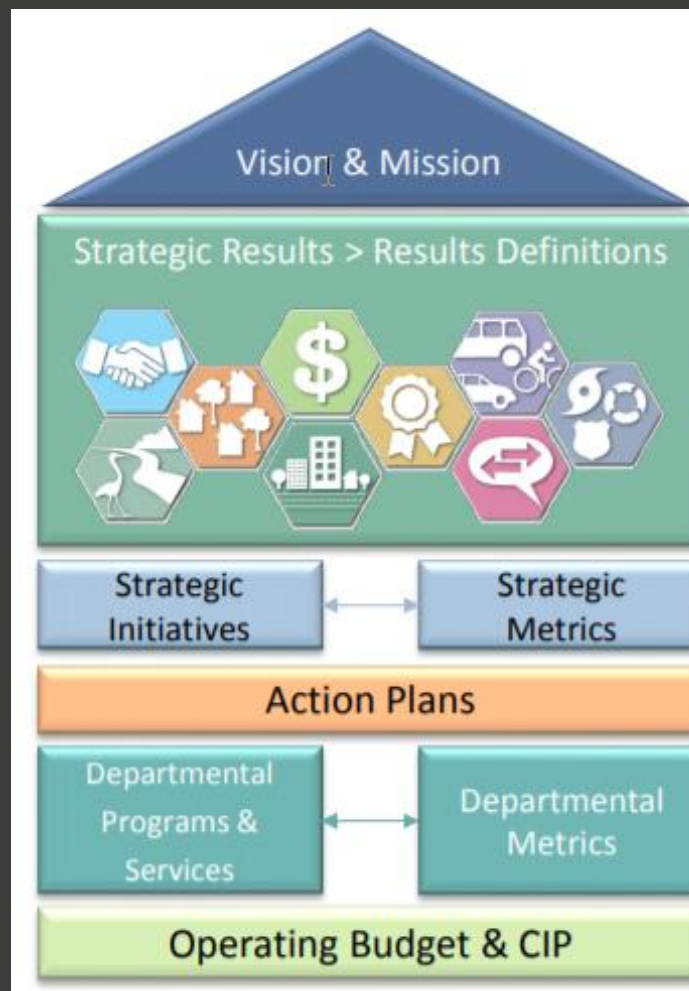 Vision & Mission
Strategic Results > Results Definitions
$
Strategic
Initiatives
Strategic
Metrics
Action Plans
Departmental
Programs &
Services
Departmental
Metrics
Operating Budget & CIP